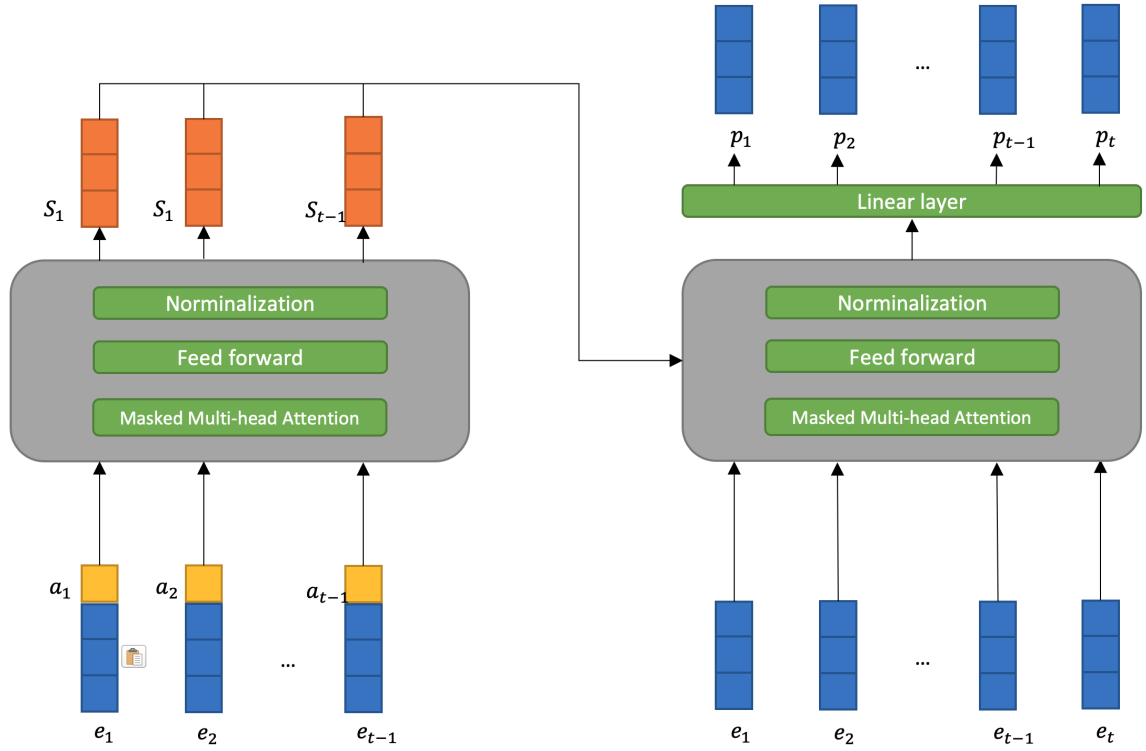 p₁ p₂ ... pₜ₋₁ pₜ
S₁ S₁ Sₜ₋₁
Linear layer
Norminalization
Feed forward
Masked Multi-head Attention
Norminalization
Feed forward
Masked Multi-head Attention
a₁ a₂ aₜ₋₁
...
e₁ e₂ eₜ₋₁
...
e₁ e₂ eₜ₋₁ eₜ